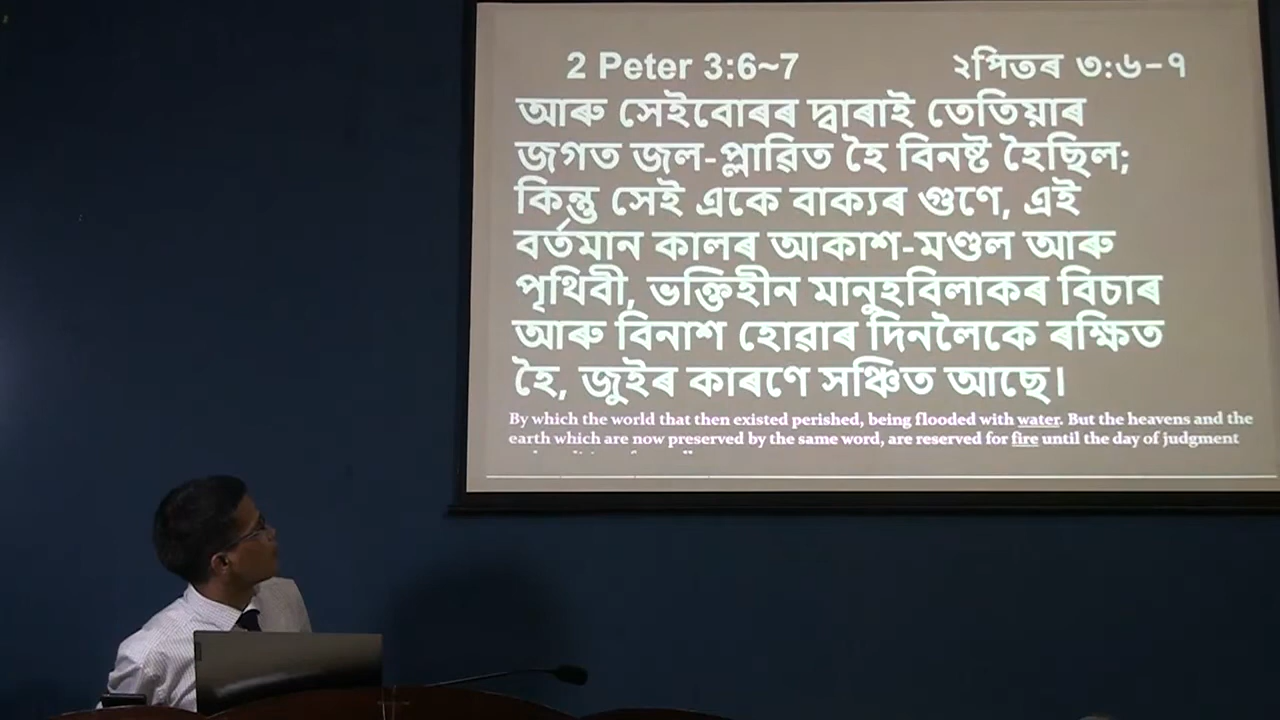 2 Peter 3:6~7 ২পিতৰ ৩:৬-৭
আৰু সেইবোৰৰ দ্বাৰাই তেতিয়াৰ
জগত জল-প্লাৱিত হৈ বিনষ্ট হৈছিল;
কিন্তু সেই একে বাক্যৰ গুণে, এই
বৰ্তমান কালৰ আকাশ-মণ্ডল আৰু
পৃথিবী, ভক্তিহীন মানুহবিলাকৰ বিচাৰ
আৰু বিনাশ হোৱাৰ দিনলৈকে ৰক্ষিত
হৈ, জুইৰ কাৰণে সঞ্চিত আছে।
By which the world that then existed perished, being flooded with water. But the heavens and the
earth which are now preserved by the same word, are reserved for fire until the day of judgment